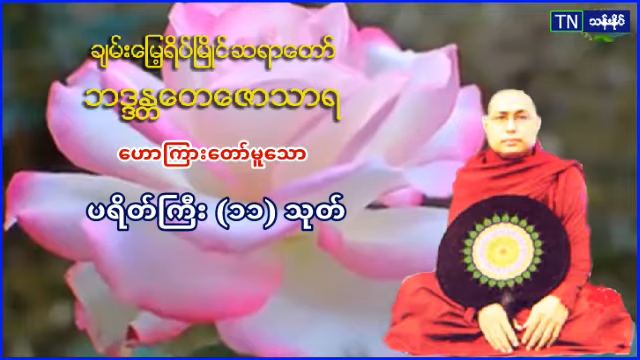 TN သန်းနိုင်
ချမ်းမြေ့ရိပ်မြိုင်ဆရာတော်
ဘဒ္ဒန္တတေဇောသာရ
ဟောကြားတော်မူသော
ပရိတ်ကြီး (၁၁) သုတ်